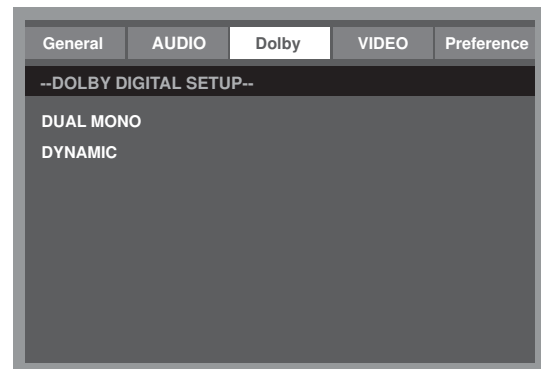 General AUDIO Dolby VIDEO Preference
--DOLBY DIGITAL SETUP--
DUAL MONO
DYNAMIC